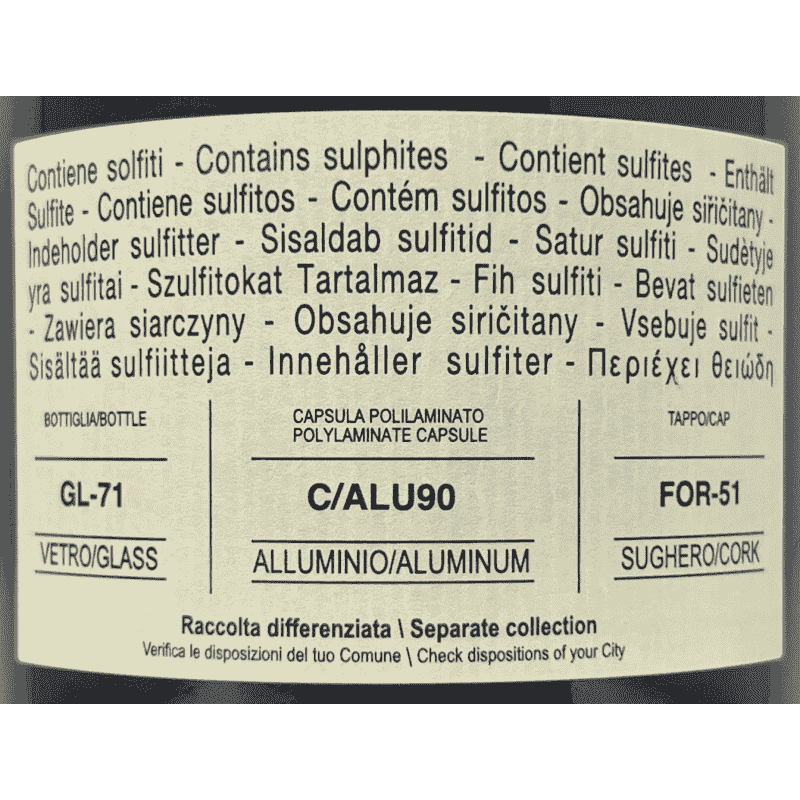 Contiene solfiti - Contains sulphites - Contient sulfites - Enthält
Sulfite - Contiene sulfitos - Contém sulfitos - Obsahuje siřičitany -
Indeholder sulfitter - Sisaldab sulfitid - Satur sulfiti - Sudètyje
yra sulfitai - Szulfitokat Tartalmaz - Fih sulfiti - Bevat sulfieten
- Zawiera siarczyny - Obsahuje siričitany - Vsebuje sulfit -
Sisältää sulfiitteja - Innehåller sulfiter - Περιέχει θειώδη
BOTTIGLIA/BOTTLE
GL-71
VETRO/GLASS
CAPSULA POLILAMINATO
POLYLAMINATE CAPSULE
C/ALU90
ALLUMINIO/ALUMINUM
TAPPO/CAP
FOR-51
SUGHERO/CORK
Raccolta differenziata \ Separate collection
Verifica le disposizioni del tuo Comune \ Check dispositions of your City